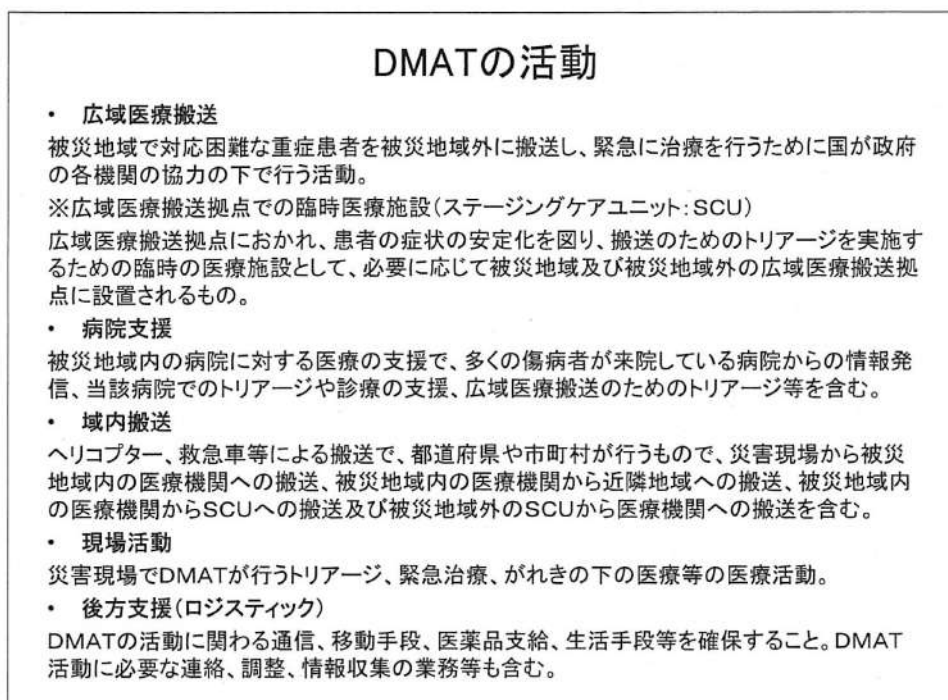 DMATの活動
・ 広域医療搬送
被災地域で対応困難な重症患者を被災地域外に搬送し、緊急に治療を行うために国が政府
の各機関の協力の下で行う活動。
※広域医療搬送拠点での臨時医療施設(ステージングケアユニット:SCU)
広域医療搬送拠点におかれ、患者の症状の安定化を図り、搬送のためのトリアージを実施す
るための臨時の医療施設として、必要に応じて被災地域及び被災地域外の広域医療搬送拠
点に設置されるもの。
・ 病院支援
被災地域内の病院に対する医療の支援で、多くの傷病者が来院している病院からの情報発
信、当該病院でのトリアージや診療の支援、広域医療搬送のためのトリアージ等を含む。
・ 域内搬送
ヘリコプター、救急車等による搬送で、都道府県や市町村が行うもので、災害現場から被災
地域内の医療機関への搬送、被災地域内の医療機関から近隣地域への搬送、被災地域内
の医療機関からSCUへの搬送及び被災地域外のSCUから医療機関への搬送を含む。
・ 現場活動
災害現場でDMATが行うトリアージ、緊急治療、がれきの下の医療等の医療活動。
・ 後方支援(ロジスティック)
DMATの活動に関わる通信、移動手段、医薬品支給、生活手段等を確保すること。DMAT
活動に必要な連絡、調整、情報収集の業務等も含む。